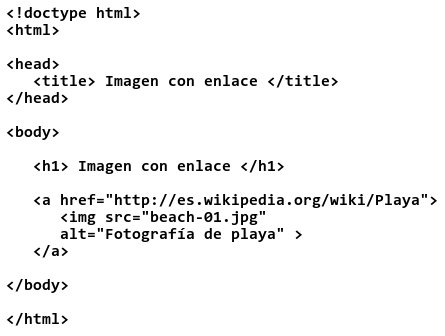 <!doctype html>
<html>
<head>
<title> Imagen con enlace </title>
</head>
<body>
<h1> Imagen con enlace </h1>
<a href="http://es.wikipedia.org/wiki/Playa">
<img src="beach-01.jpg"
alt="Fotografía de playa" >
</a>
</body>
</html>